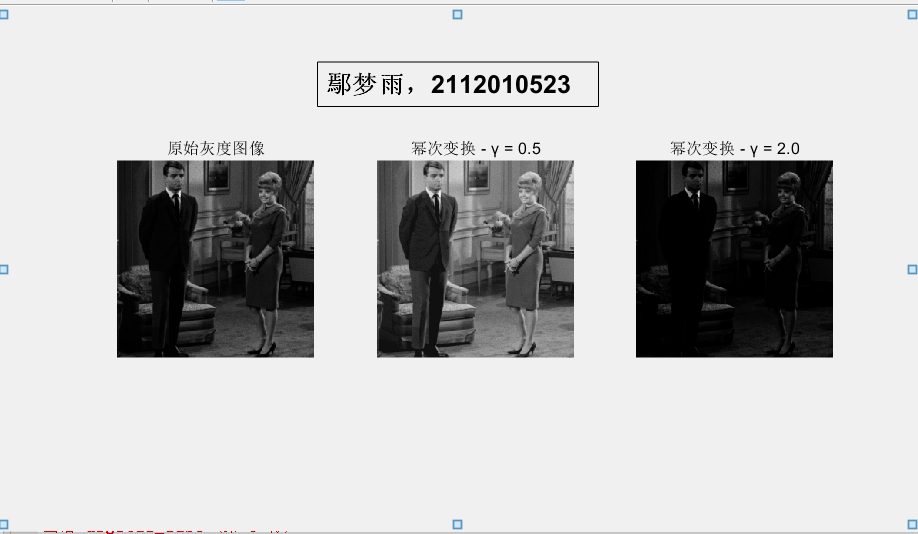 鄢梦雨，2112010523
原始灰度图像
幂次变换 - γ = 0.5
幂次变换 - γ = 2.0